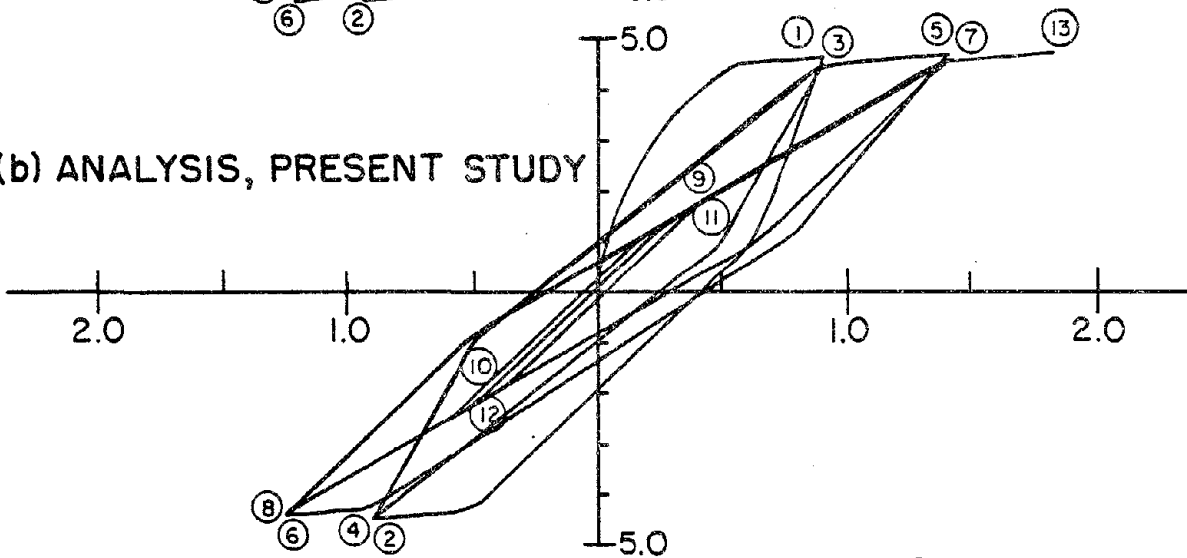 ⑥ ②
5.0
① ③ ⑤ ⑦ ⑬
(b) ANALYSIS, PRESENT STUDY
⑨
⑪
2.0 1.0 1.0 2.0
⑩
⑫
⑧
⑥ ④ ②
5.0